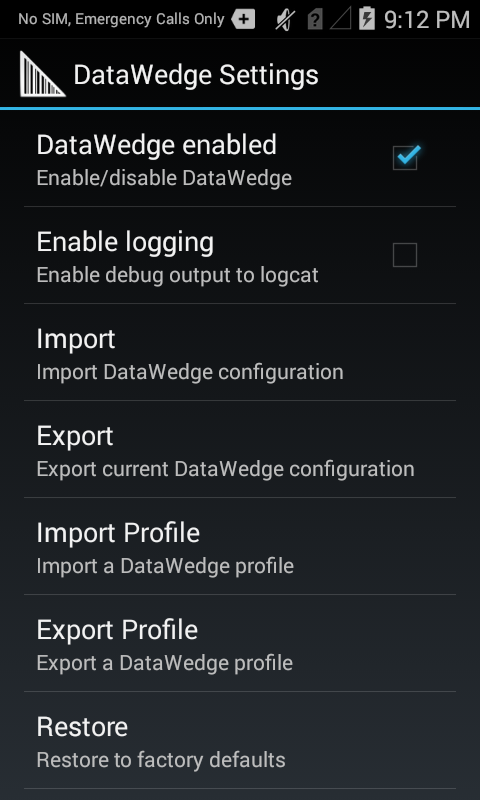 No SIM, Emergency Calls Only 9:12 PM
DataWedge Settings
DataWedge enabled
Enable/disable DataWedge
Enable logging
Enable debug output to logcat
Import
Import DataWedge configuration
Export
Export current DataWedge configuration
Import Profile
Import a DataWedge profile
Export Profile
Export a DataWedge profile
Restore
Restore to factory defaults